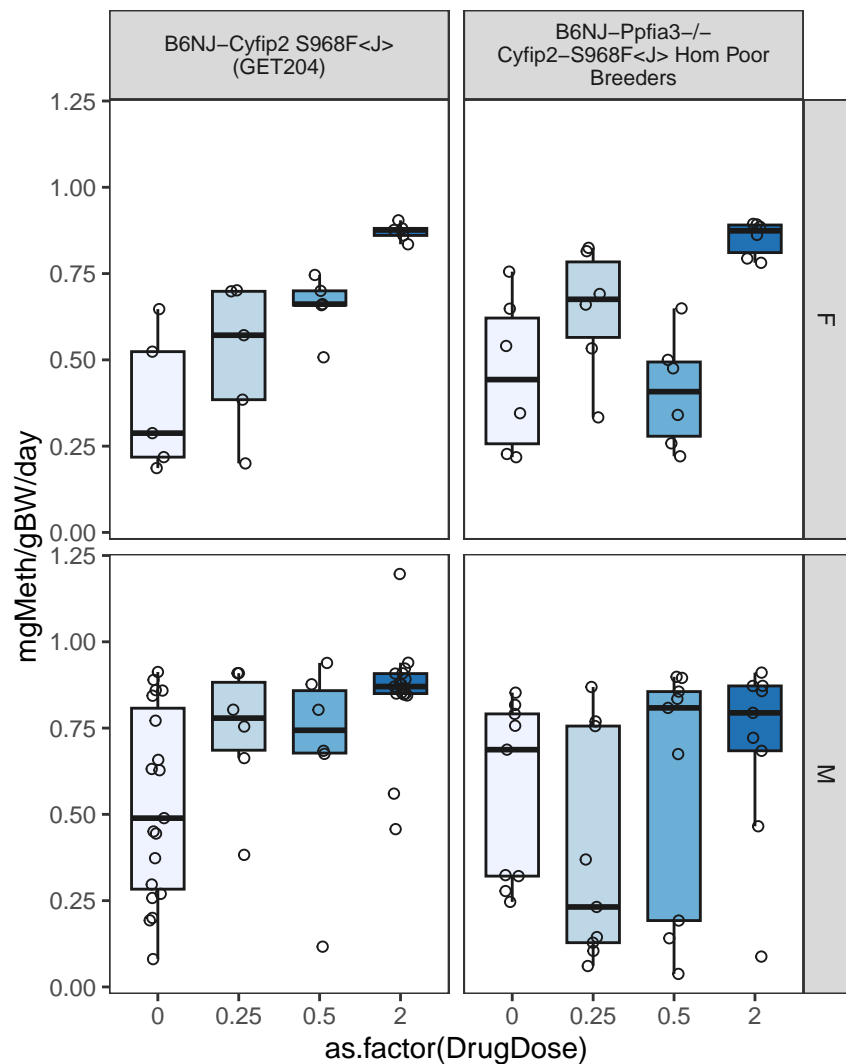 B6NJ−Cyfip2 S968F<J>
(GET204)
B6NJ−Ppfia3−/−
Cyfip2−S968F<J> Hom Poor
Breeders
1.25
1.00
0.75
0.50
0.25
0.00
F
1.25
1.00
0.75
0.50
0.25
0.00
M
mgMeth/gBW/day
0 0.25 0.5 2
0 0.25 0.5 2
as.factor(DrugDose)